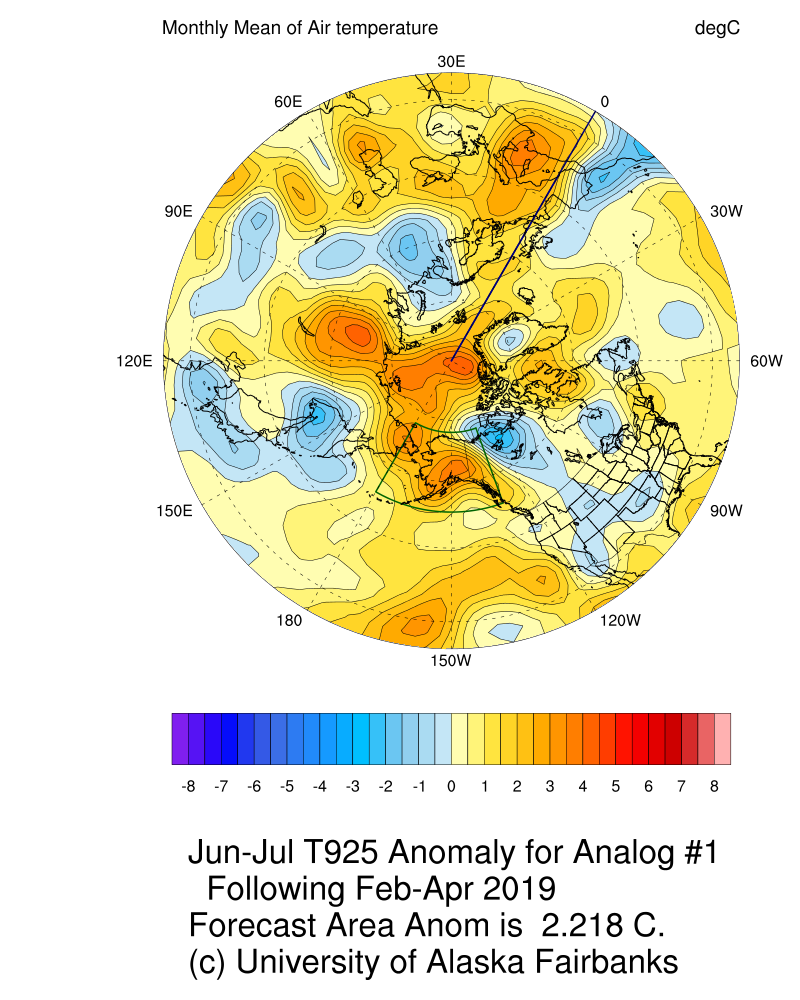 Monthly Mean of Air temperature degC
30E
60E 0
90E 30W
120E 60W
150E 90W
180 120W
150W
-8 -7 -6 -5 -4 -3 -2 -1 0 1 2 3 4 5 6 7 8
Jun-Jul T925 Anomaly for Analog #1
Following Feb-Apr 2019
Forecast Area Anom is 2.218 C.
(c) University of Alaska Fairbanks